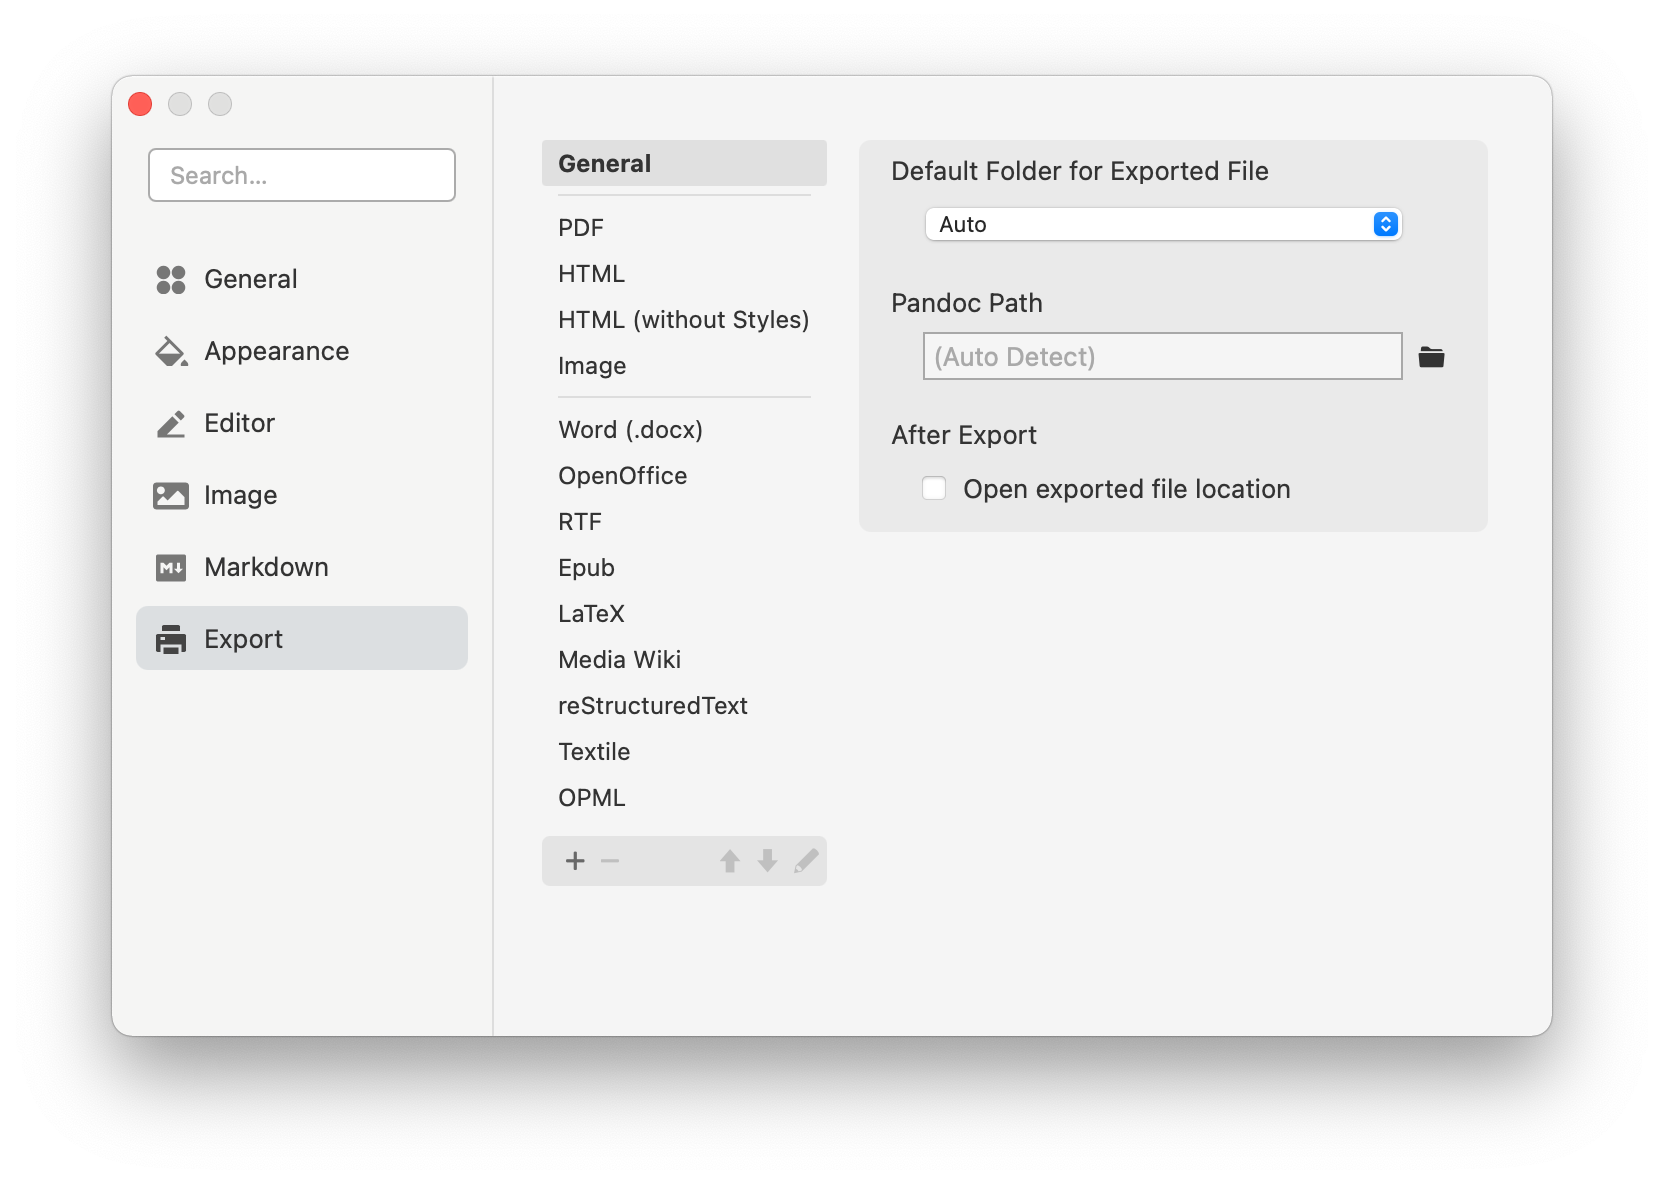 Search...
General
Appearance
Editor
Image
Markdown
Export
General
PDF
HTML
HTML (without Styles)
Image
Word (.docx)
OpenOffice
RTF
Epub
LaTeX
Media Wiki
reStructuredText
Textile
OPML
Default Folder for Exported File
Auto
Pandoc Path
(Auto Detect)
After Export
Open exported file location